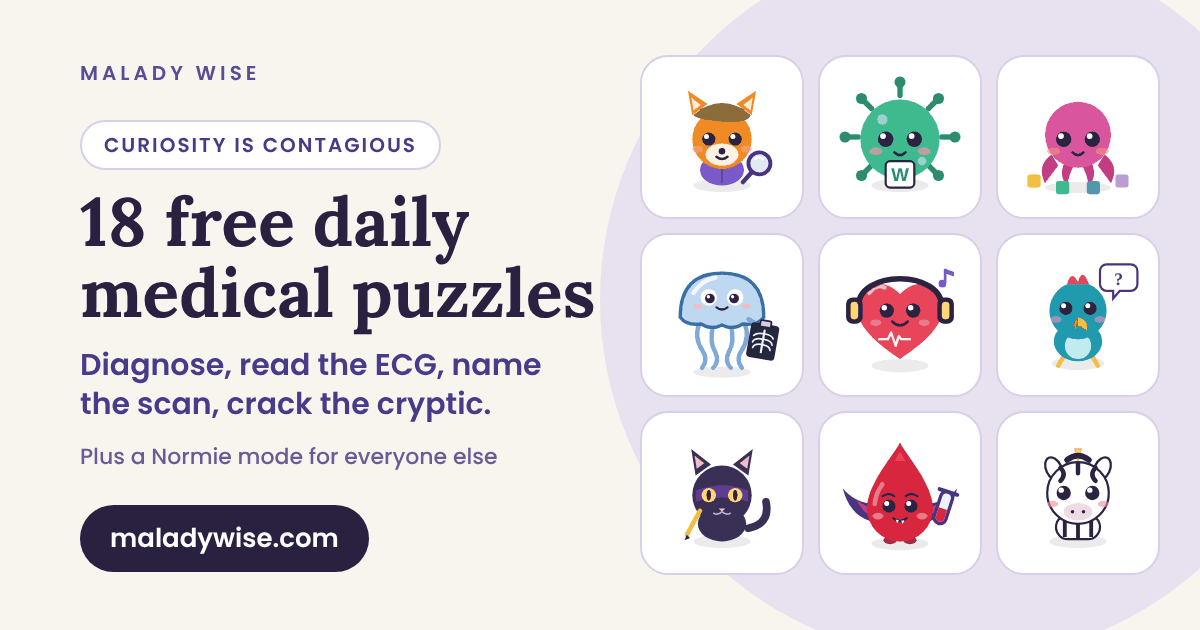 MALADY WISE
CURIOSITY IS CONTAGIOUS
18 free daily
medical puzzles
Diagnose, read the ECG, name
the scan, crack the cryptic.
Plus a Normie mode for everyone else
maladywise.com
W
?